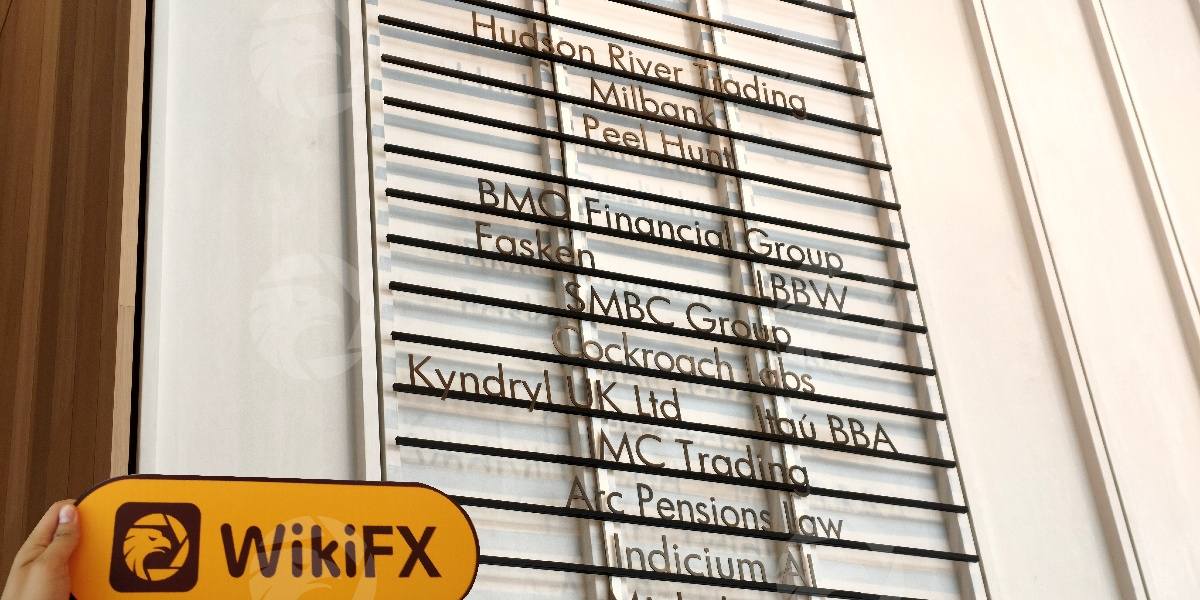 Hudson River Trading
Milbank
Peel Hunt
BMO Financial Group
Fasken
LBBW
SMBC Group
Cockroach Labs
Kyndryl UK Ltd
Itaú BBA
IMC Trading
Arc Pensions Law
Indicium AI
WikiFX